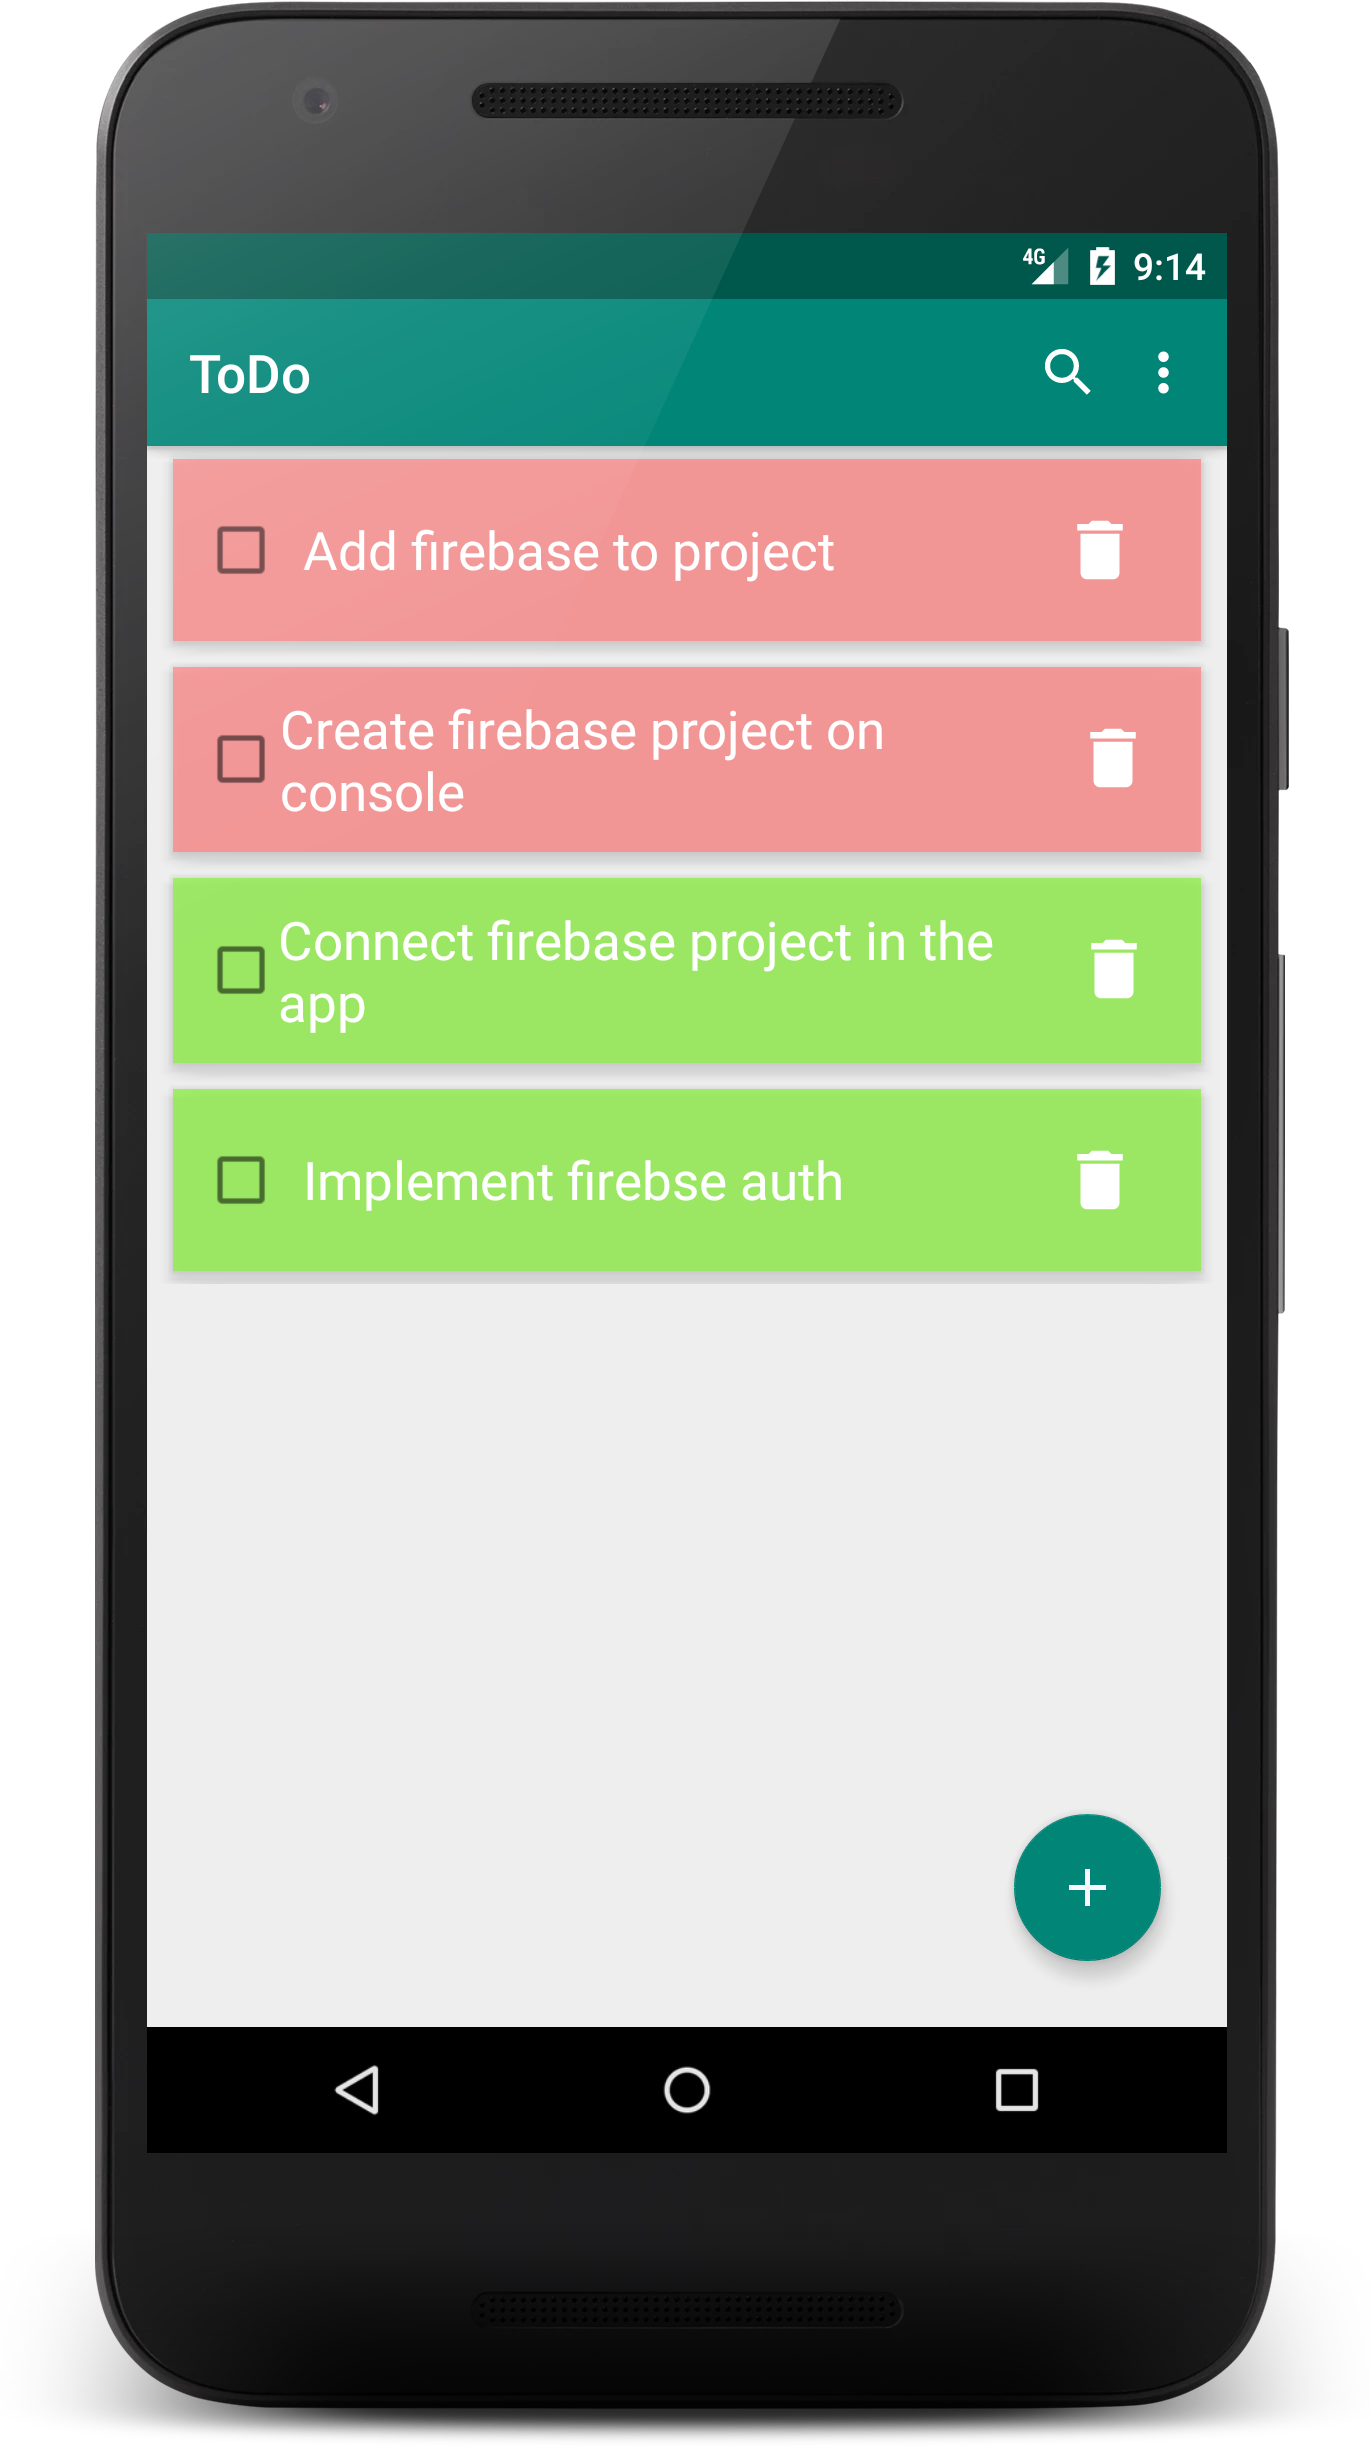 4G 9:14
ToDo
Add firebase to project
Create firebase project on
console
Connect firebase project in the
app
Implement firebse auth